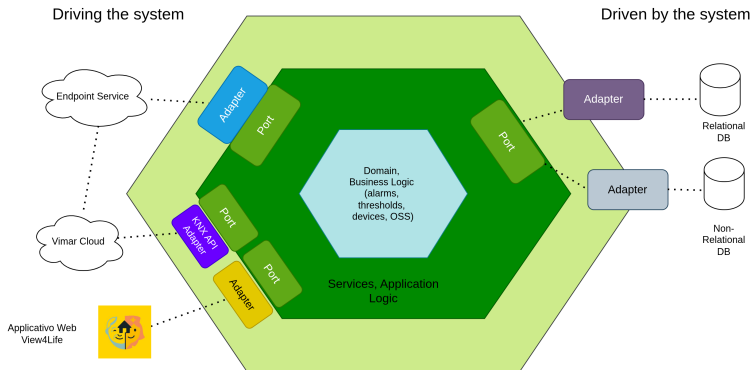 Driving the system
Driven by the system
Endpoint Service
Adapter
Port
Port
Adapter
Relational
DB
Domain,
Business Logic
(alarms,
thresholds,
devices, OSS)
Adapter
Vimar Cloud
KNX API
Adapter
Port
Port
Adapter
Non-
Relational
DB
Services, Application
Logic
Applicativo Web
View4Life